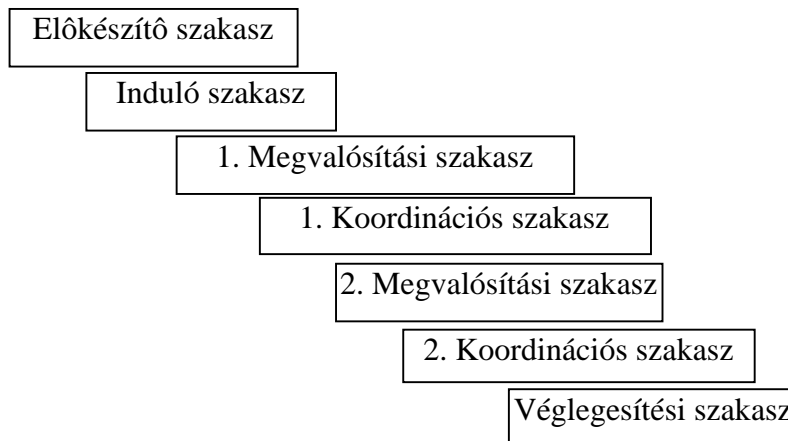 Elôkészítô szakasz
Induló szakasz
1. Megvalósítási szakasz
1. Koordinációs szakasz
2. Megvalósítási szakasz
2. Koordinációs szakasz
Véglegesítési szakasz